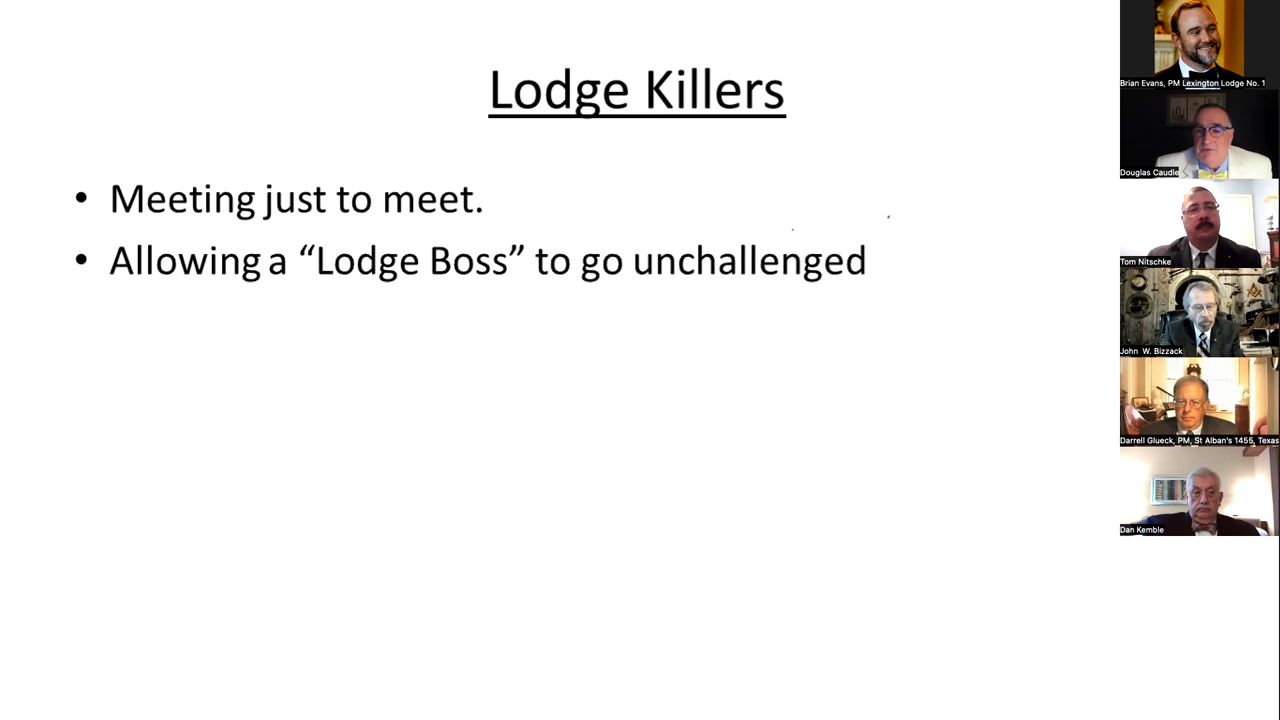 Lodge Killers
• Meeting just to meet.
• Allowing a “Lodge Boss” to go unchallenged
Brian Evans, PM Lexington Lodge No. 1
Douglas Caudle
Tom Nitschke
John W. Bizzack
Darrell Glueck, PM, St Alban's 1455, Texas
Dan Kemble